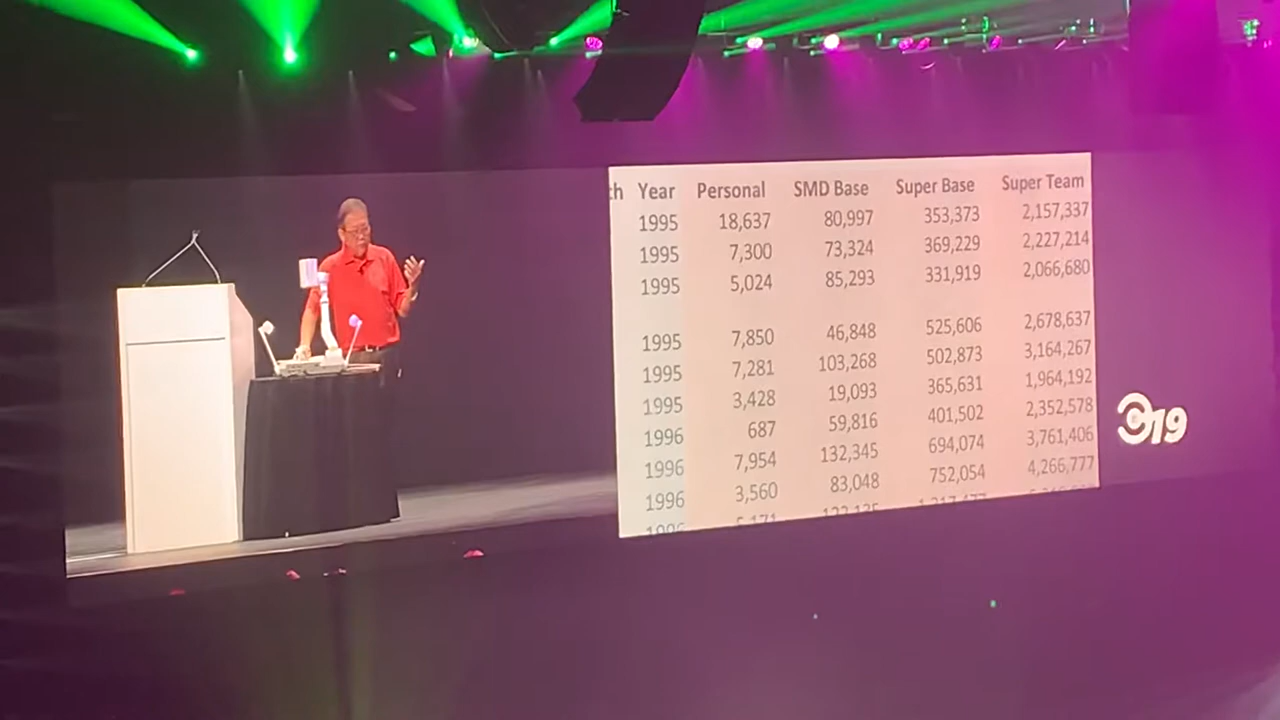 th Year Personal SMD Base Super Base Super Team
1995 18,637 80,997 353,373 2,157,337
1995 7,300 73,324 369,229 2,227,214
1995 5,024 85,293 331,919 2,066,680
1995 7,850 46,848 525,606 2,678,637
1995 7,281 103,268 502,873 3,164,267
1995 3,428 19,093 365,631 1,964,192
1996 687 59,816 401,502 2,352,578
1996 7,954 132,345 694,074 3,761,406
1996 3,560 83,048 752,054 4,266,777
1996 5,171
19